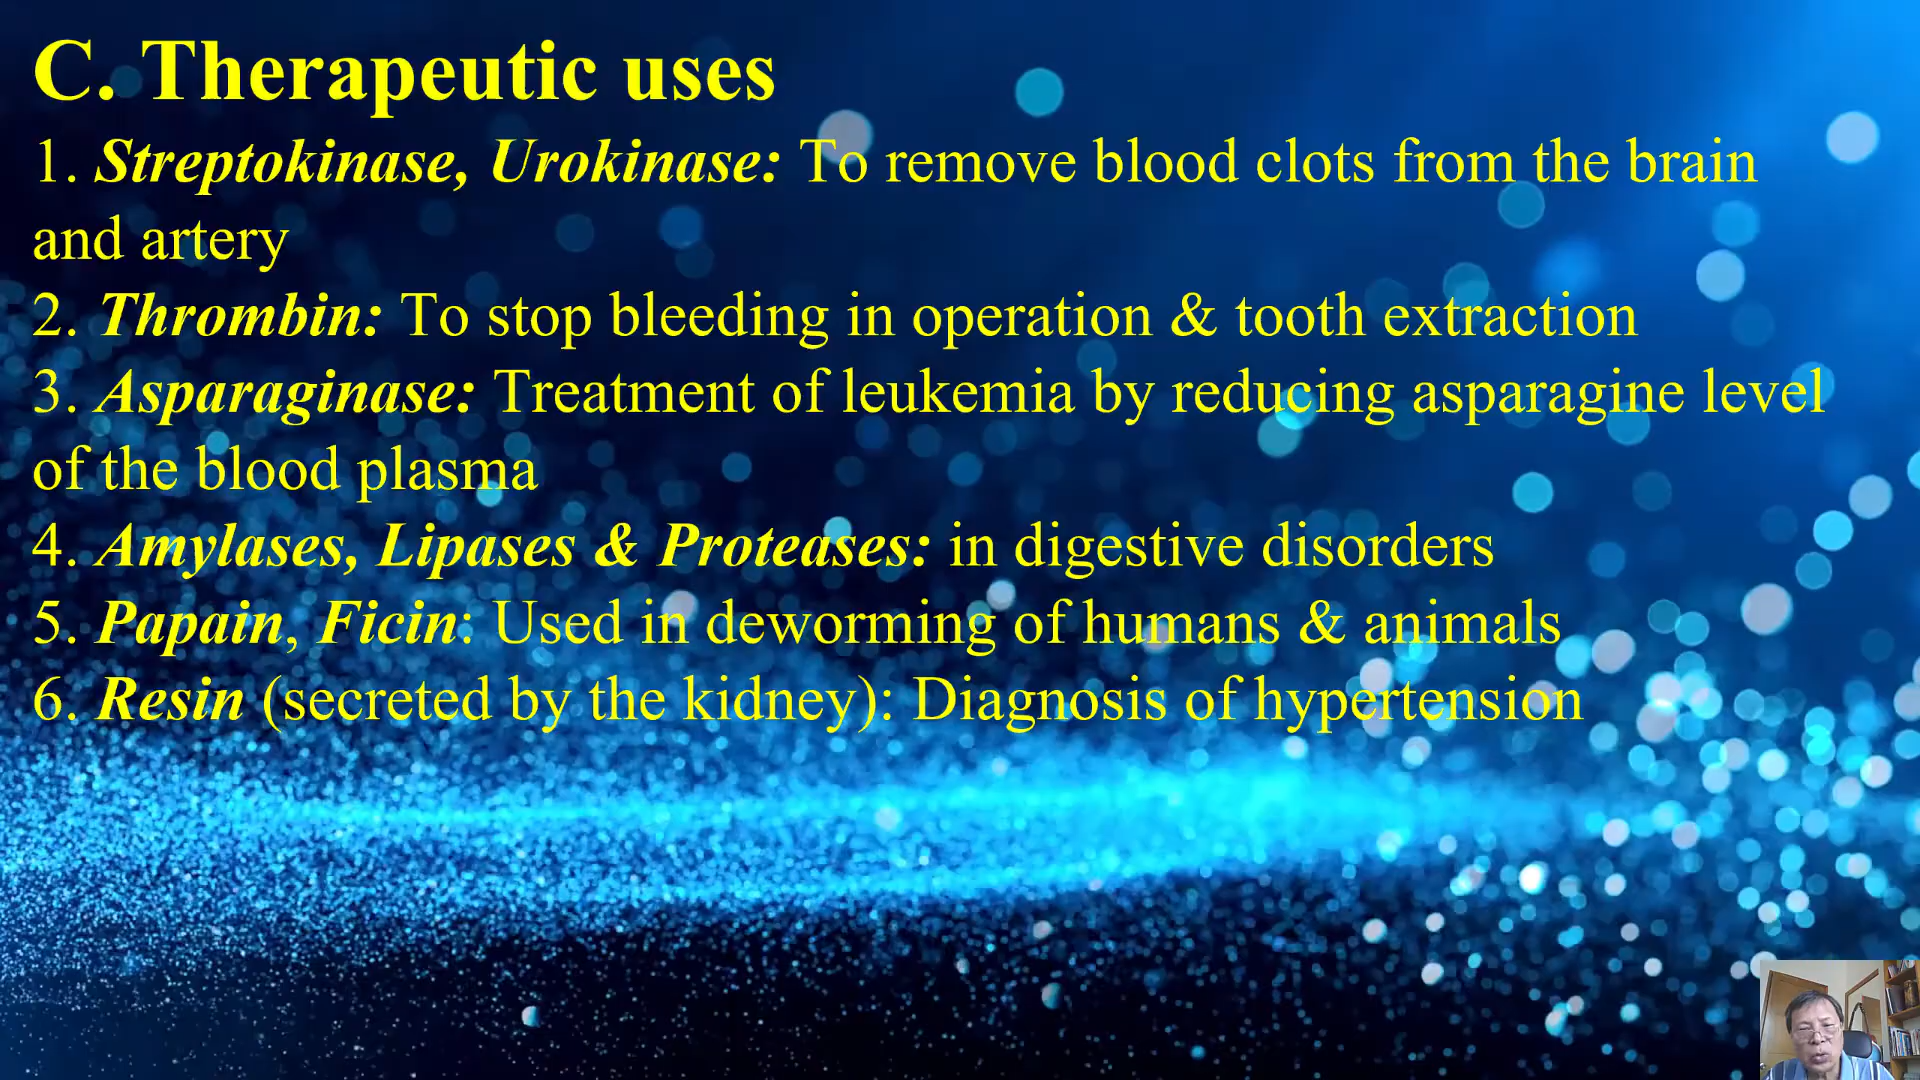 C. Therapeutic uses
1. Streptokinase, Urokinase: To remove blood clots from the brain
and artery
2. Thrombin: To stop bleeding in operation & tooth extraction
3. Asparaginase: Treatment of leukemia by reducing asparagine level
of the blood plasma
4. Amylases, Lipases & Proteases: in digestive disorders
5. Papain, Ficin: Used in deworming of humans & animals
6. Resin (secreted by the kidney): Diagnosis of hypertension